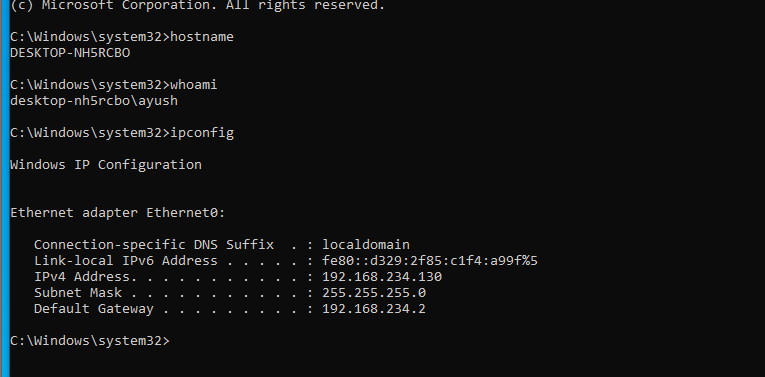 (c) Microsoft Corporation. All rights reserved.
C:\Windows\system32>hostname
DESKTOP-NH5RCBO
C:\Windows\system32>whoami
desktop-nh5rcbo\ayush
C:\Windows\system32>ipconfig
Windows IP Configuration
Ethernet adapter Ethernet0:
   Connection-specific DNS Suffix  . : localdomain
   Link-local IPv6 Address . . . . . : fe80::d329:2f85:c1f4:a99f%5
   IPv4 Address. . . . . . . . . . . : 192.168.234.130
   Subnet Mask . . . . . . . . . . . : 255.255.255.0
   Default Gateway . . . . . . . . . : 192.168.234.2
C:\Windows\system32>